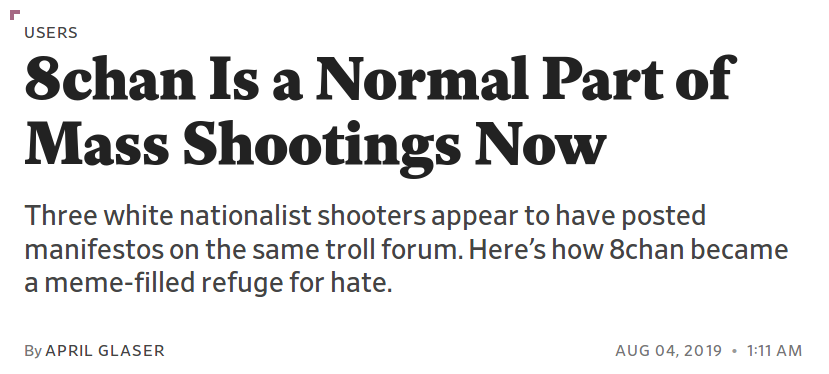 USERS
8chan Is a Normal Part of
Mass Shootings Now
Three white nationalist shooters appear to have posted
manifestos on the same troll forum. Here’s how 8chan became
a meme-filled refuge for hate.
By APRIL GLASER
AUG 04, 2019 • 1:11 AM